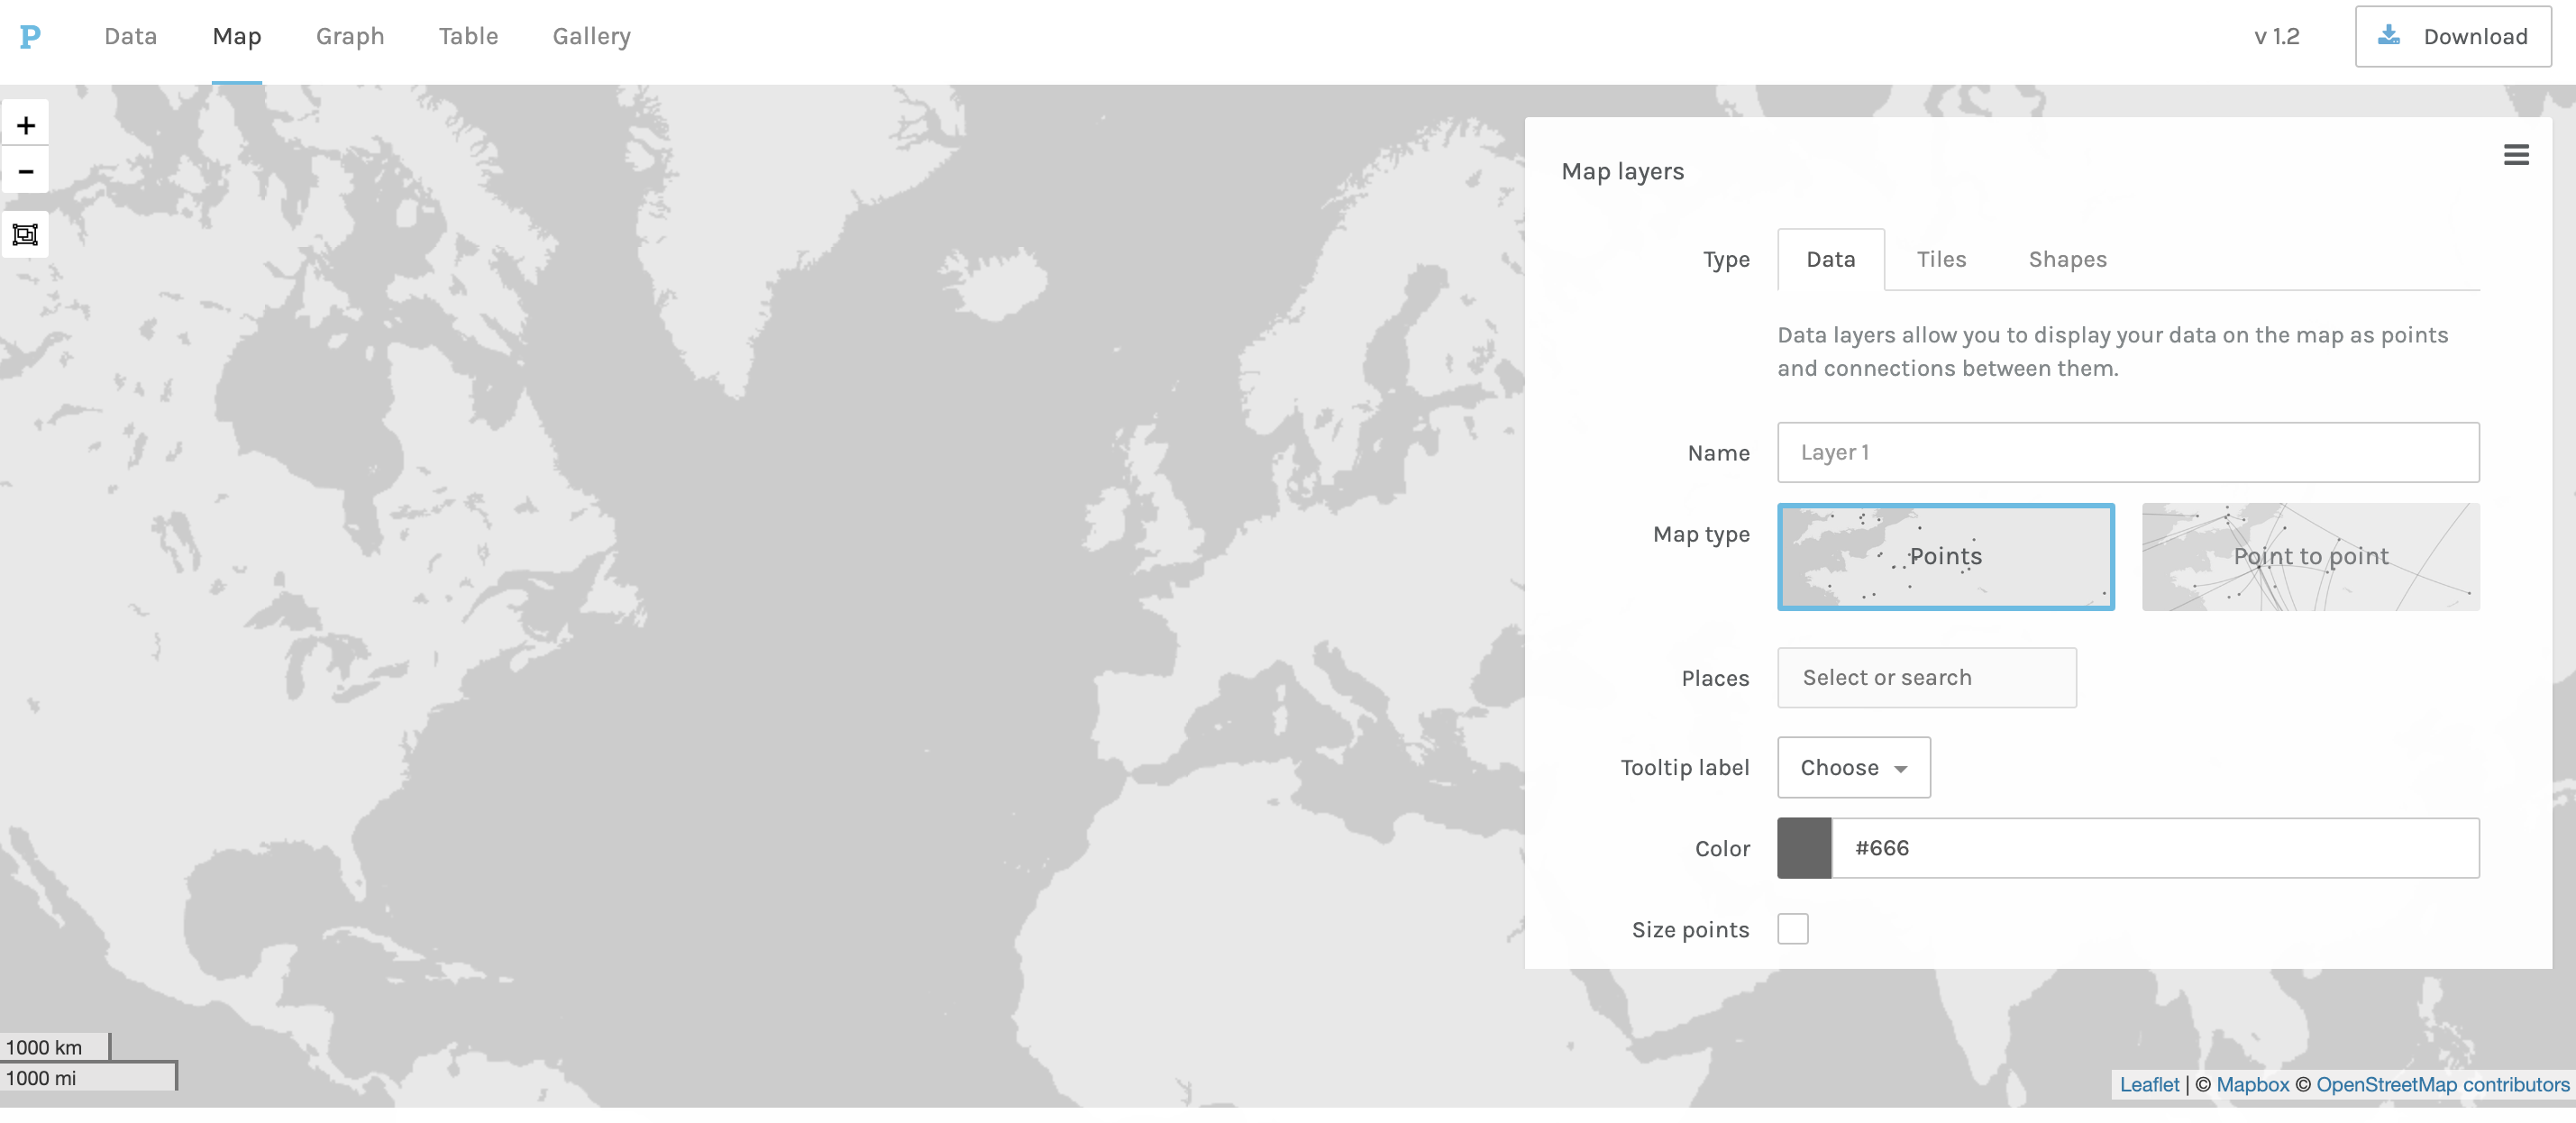 P Data Map Graph Table Gallery v 1.2 Download
+
-
Map layers
Type Data Tiles Shapes
Data layers allow you to display your data on the map as points
and connections between them.
Name Layer 1
Map type Points Point to point
Places Select or search
Tooltip label Choose
Color #666
Size points
1000 km
1000 mi
Leaflet | © Mapbox © OpenStreetMap contributors